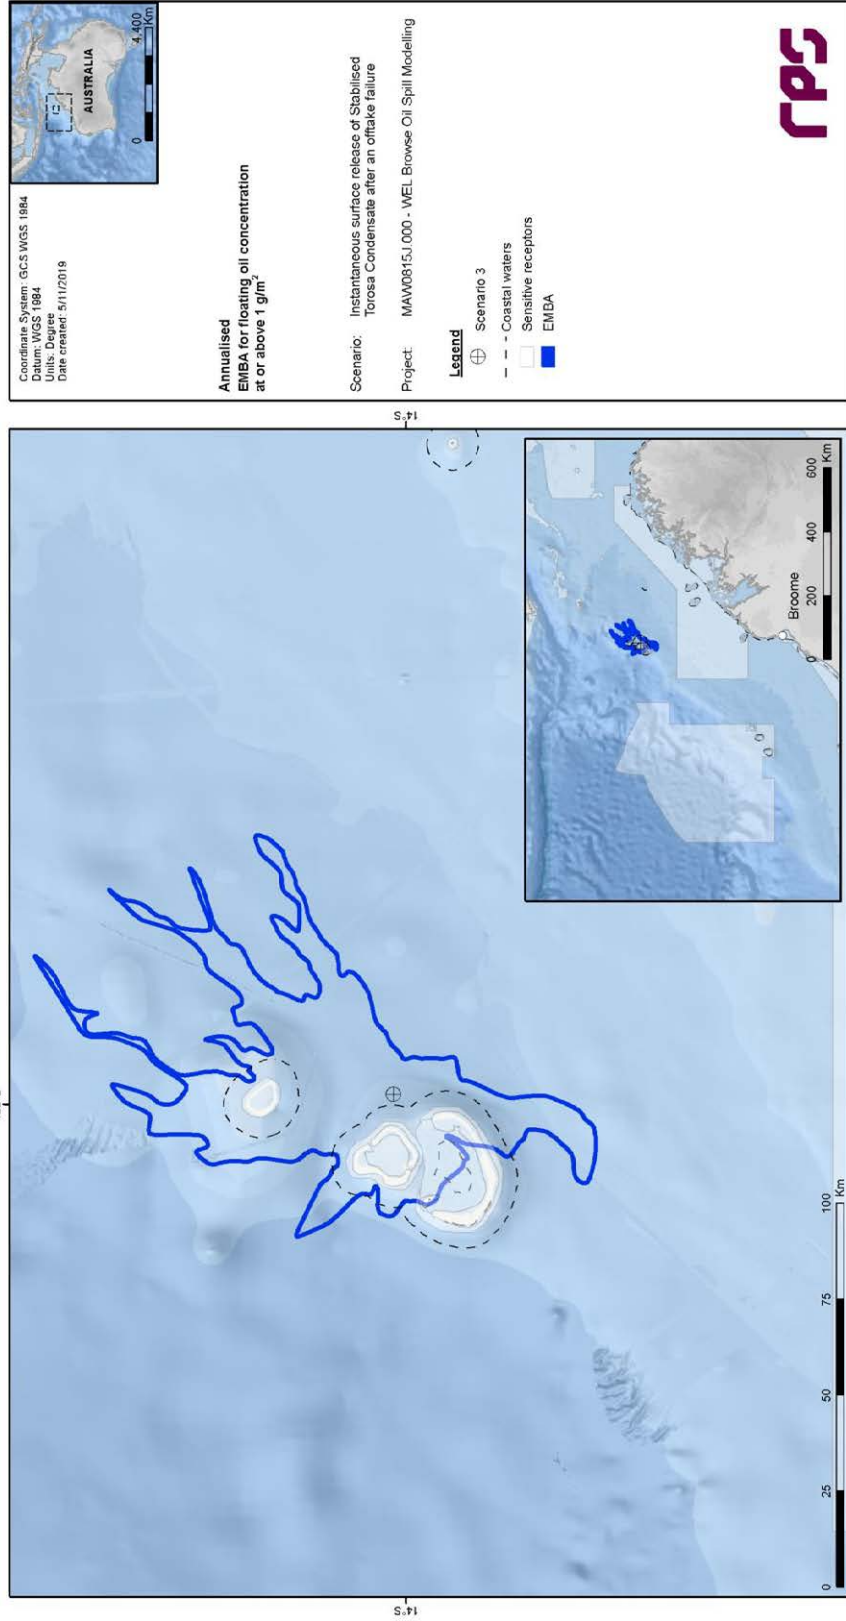 Coordinate System: GCS WGS 1984
Datum: WGS 1984
Units: Degree
Date created: 5/11/2019
AUSTRALIA
0
4,400
Km
Annualised
EMBA for floating oil concentration
at or above 1 g/m²
Scenario: Instantaneous surface release of Stabilised
Torosa Condensate after an offtake failure
Project: MAW0815J.000 - WEL Browse Oil Spill Modelling
Legend
Scenario 3
Coastal waters
Sensitive receptors
EMBA
rps
14°S
14°S
0 25 50 75 100
Km
Broome
0 200 400 600
Km